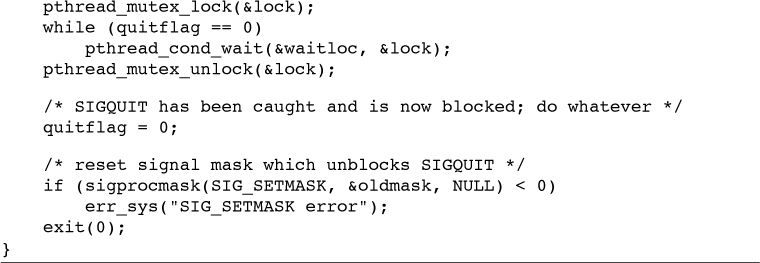 pthread_mutex_lock(&lock);
while (quitflag == 0)
pthread_cond_wait(&waitloc, &lock);
pthread_mutex_unlock(&lock);
/* SIGQUIT has been caught and is now blocked; do whatever */
quitflag = 0;
/* reset signal mask which unblocks SIGQUIT */
if (sigprocmask(SIG_SETMASK, &oldmask, NULL) < 0)
err_sys("SIG_SETMASK error");
exit(0);
}